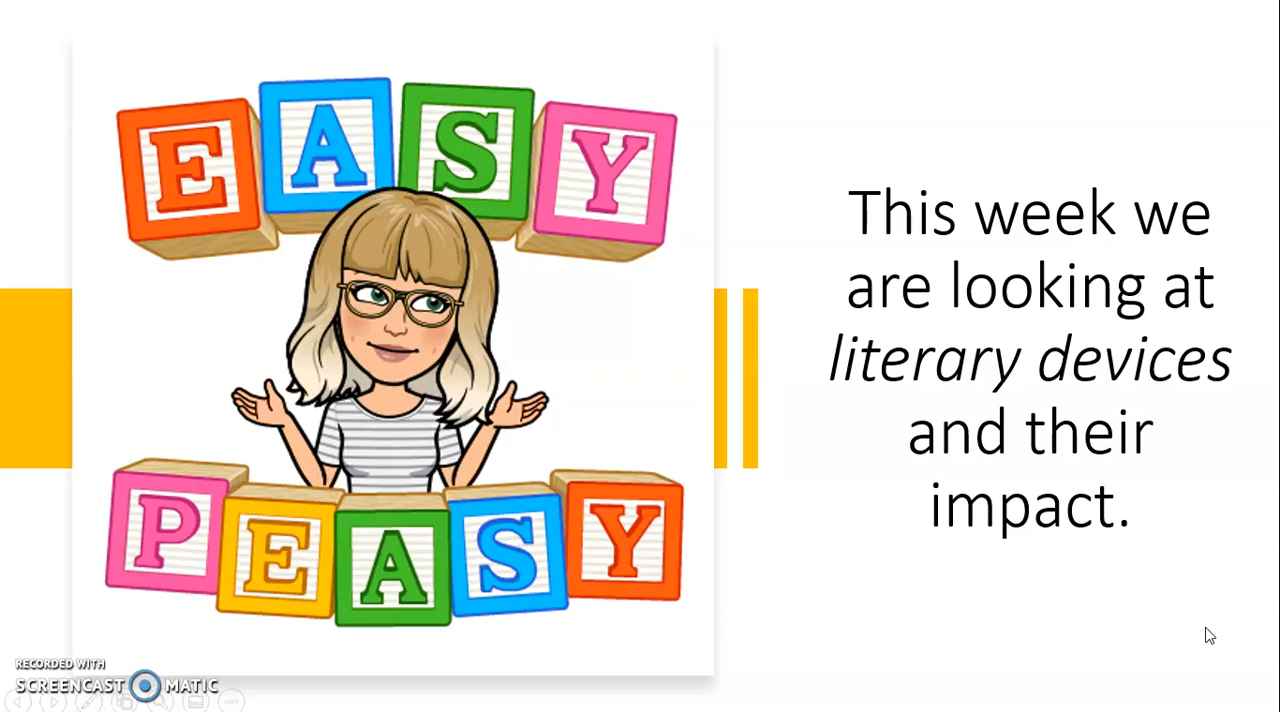 EASY
PEASY
This week we
are looking at
literary devices
and their
impact.
RECORDED WITH
SCREENCAST MATIC